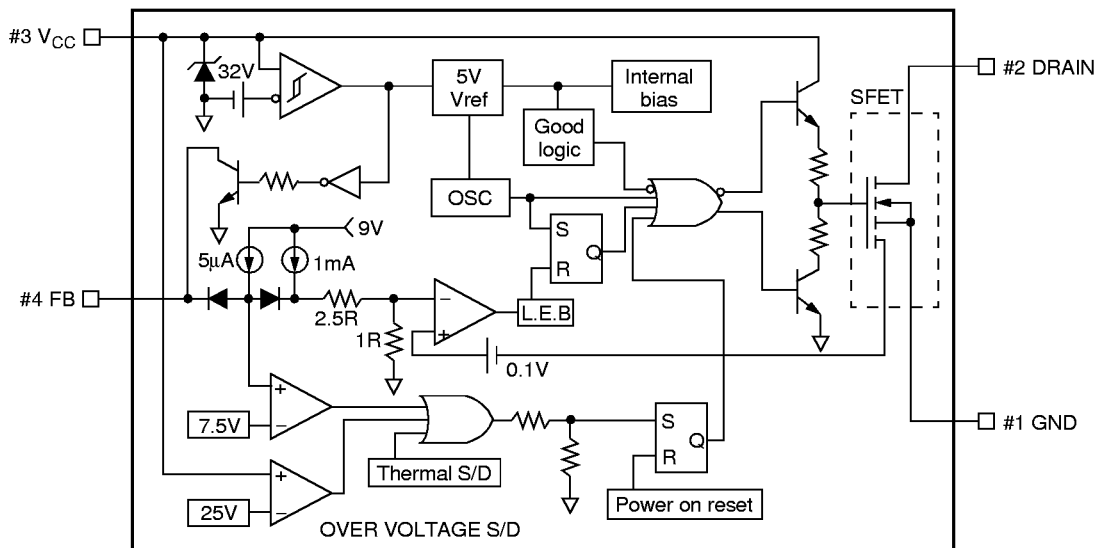 #3 VCC
32V
5V
Vref
Internal
bias
#2 DRAIN
SFET
Good
logic
OSC
S
Q
R
9V
5μA
1mA
#4 FB
2.5R
1R
−
+
L.E.B
0.1V
+
−
7.5V
Thermal S/D
S
Q
R
#1 GND
+
−
25V
Power on reset
OVER VOLTAGE S/D